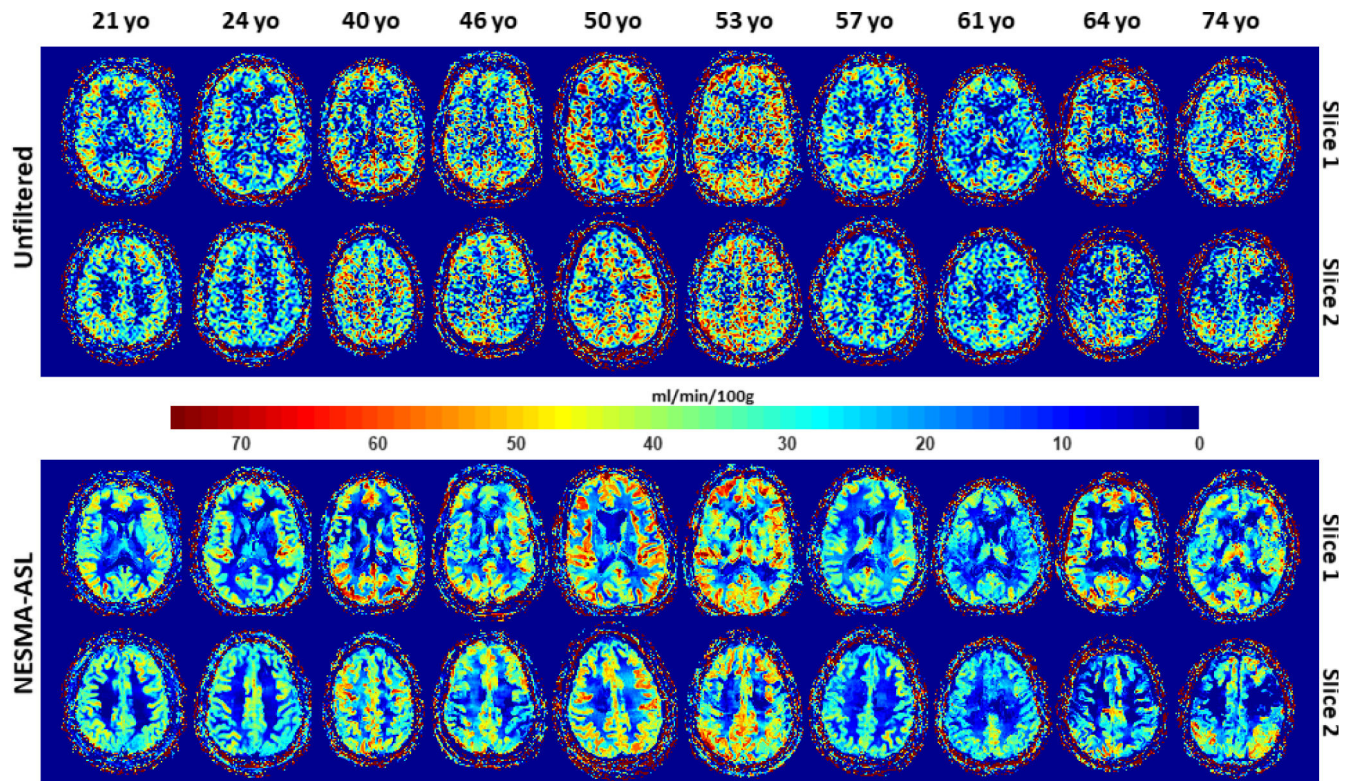 21 yo 24 yo 40 yo 46 yo 50 yo 53 yo 57 yo 61 yo 64 yo 74 yo
Unfiltered
Slice 1
Slice 2
ml/min/100g
70 60 50 40 30 20 10 0
NESMA-ASL
Slice 1
Slice 2